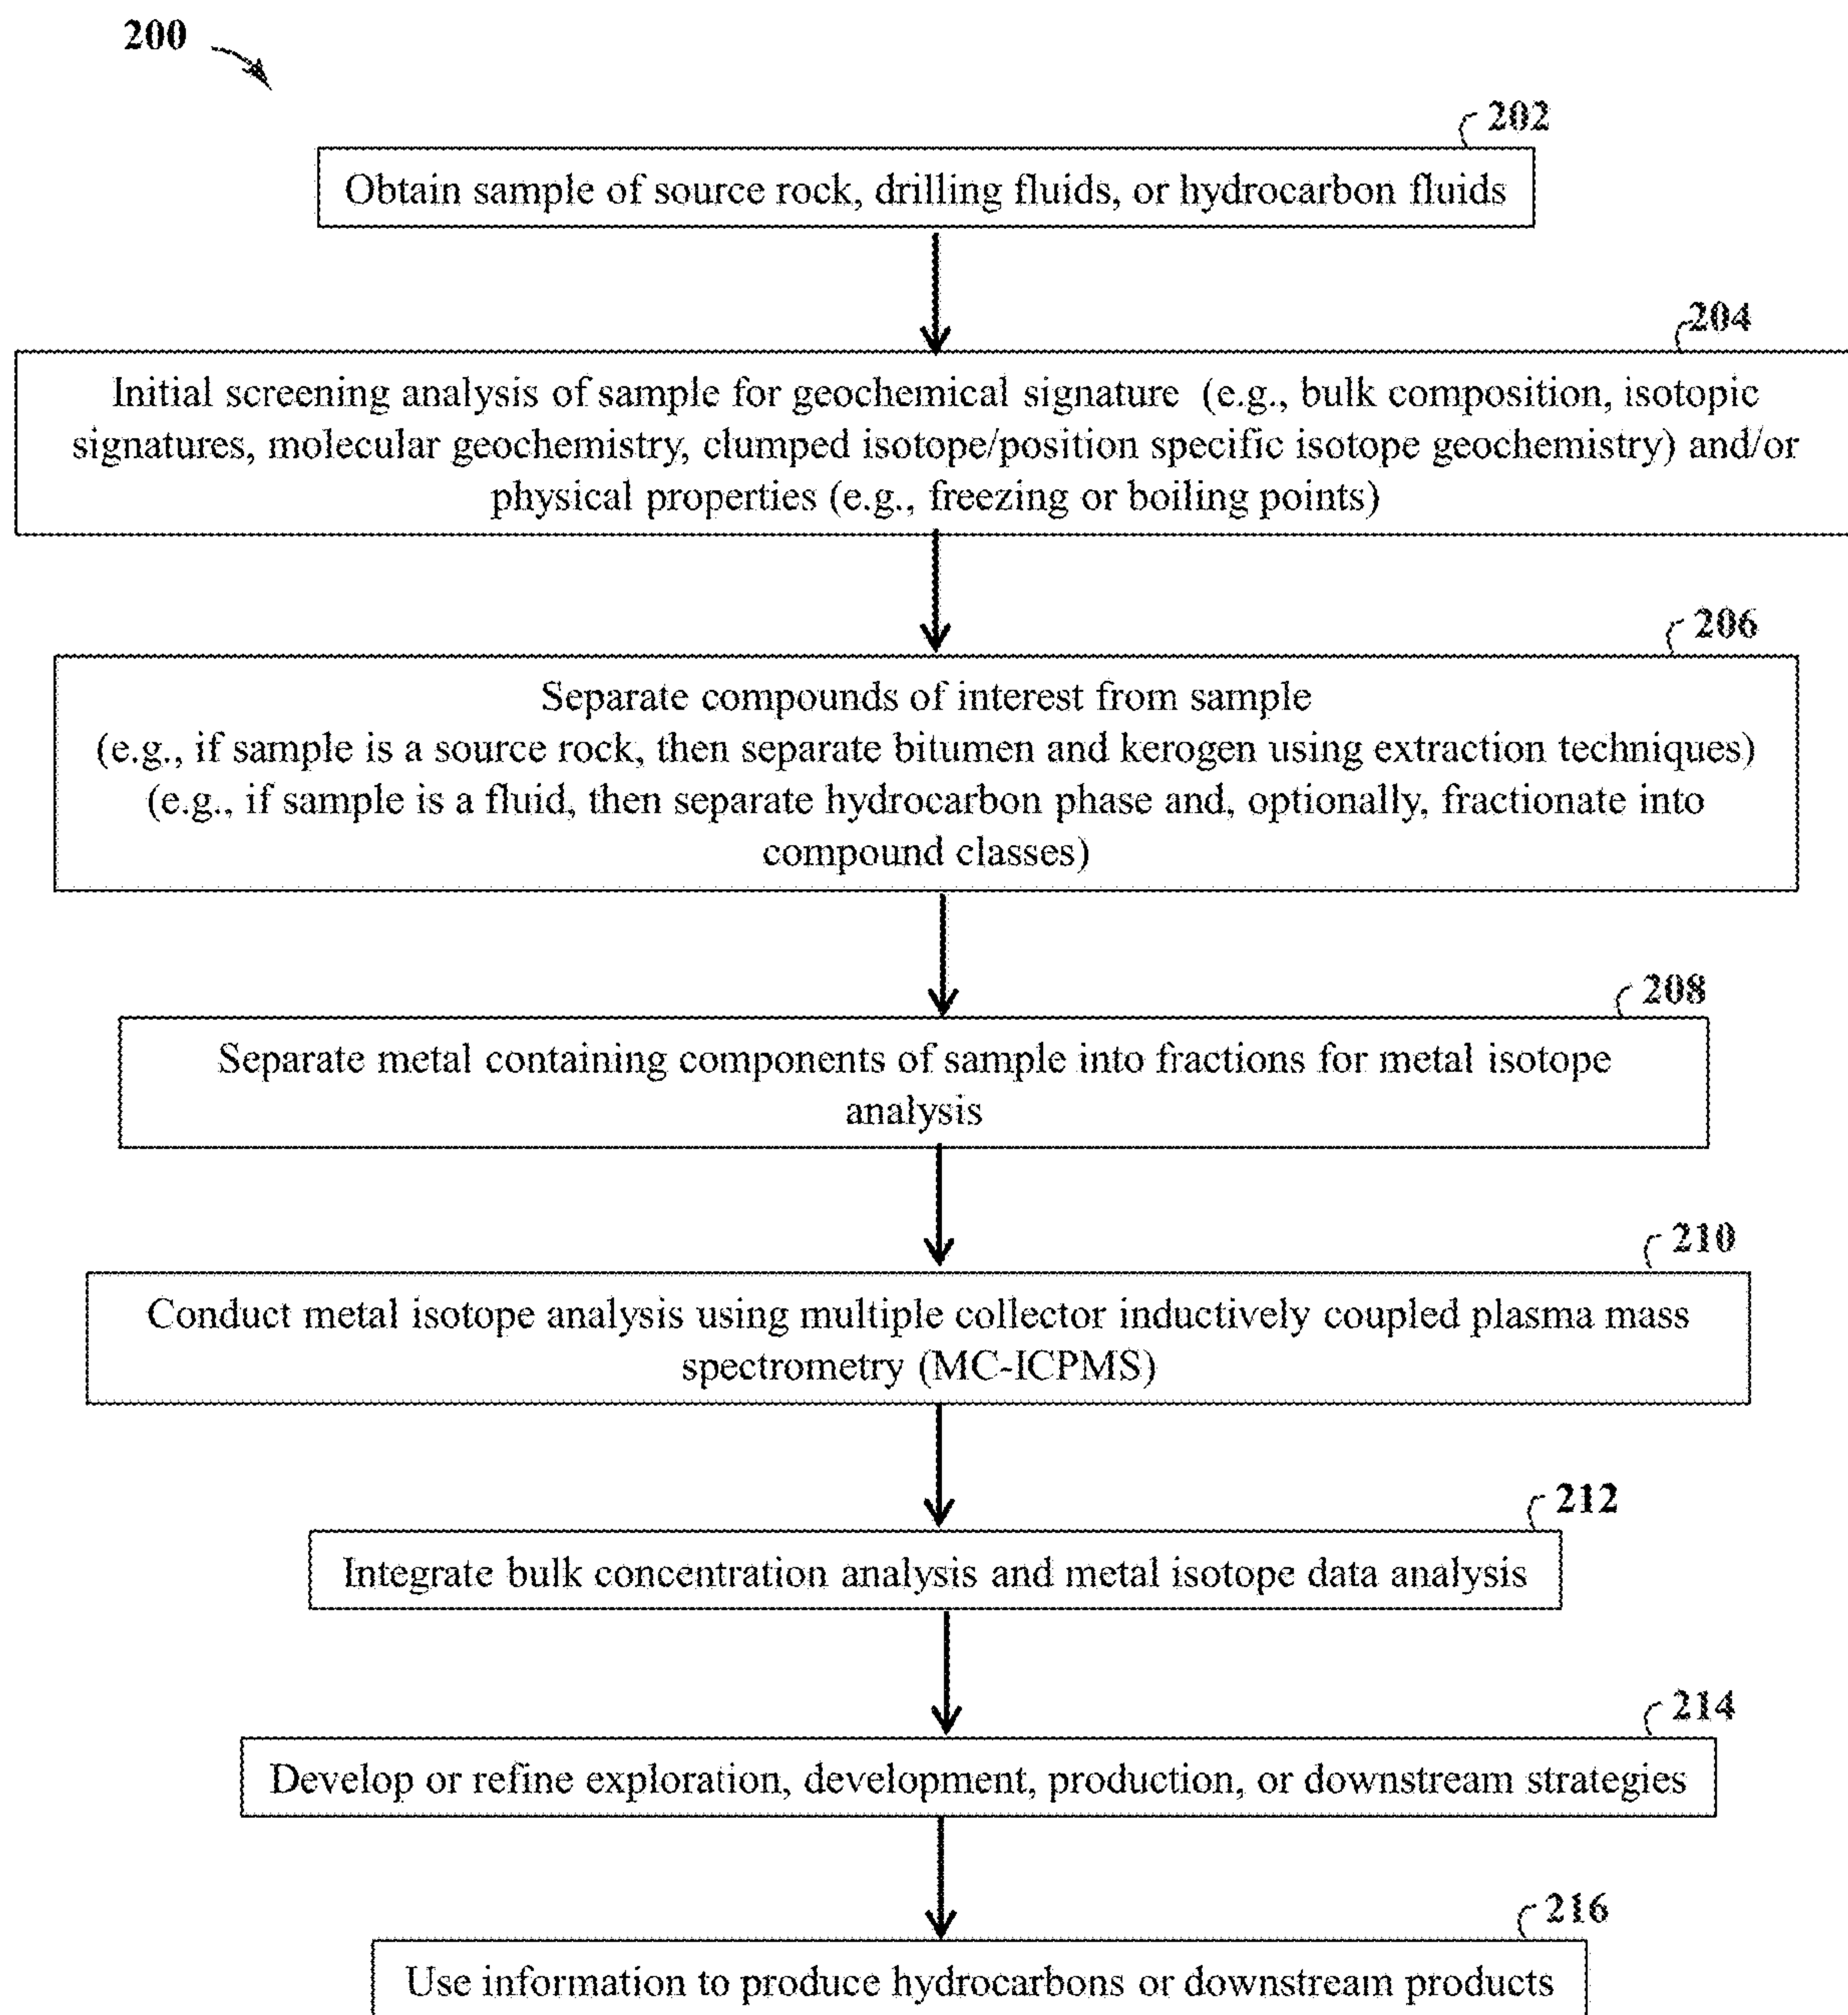 200
202
Obtain sample of source rock, drilling fluids, or hydrocarbon fluids
204
Initial screening analysis of sample for geochemical signature (e.g., bulk composition, isotopic
signatures, molecular geochemistry, clumped isotope/position specific isotope geochemistry) and/or
physical properties (e.g., freezing or boiling points)
206
Separate compounds of interest from sample
(e.g., if sample is a source rock, then separate bitumen and kerogen using extraction techniques)
(e.g., if sample is a fluid, then separate hydrocarbon phase and, optionally, fractionate into
compound classes)
208
Separate metal containing components of sample into fractions for metal isotope
analysis
210
Conduct metal isotope analysis using multiple collector inductively coupled plasma mass
spectrometry (MC-ICPMS)
212
Integrate bulk concentration analysis and metal isotope data analysis
214
Develop or refine exploration, development, production, or downstream strategies
216
Use information to produce hydrocarbons or downstream products